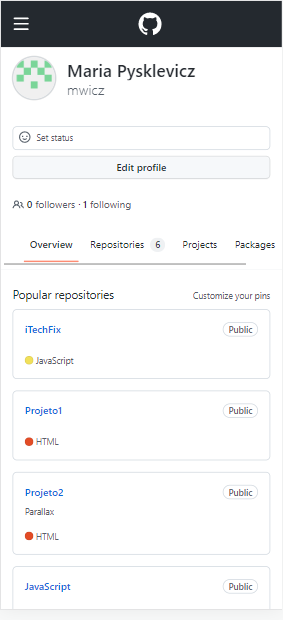 Maria Pysklevicz
mwicz
Set status
Edit profile
0 followers · 1 following
Overview Repositories 6 Projects Packages
Popular repositories Customize your pins
iTechFix Public
JavaScript
Projeto1 Public
HTML
Projeto2 Public
Parallax
HTML
JavaScript Public